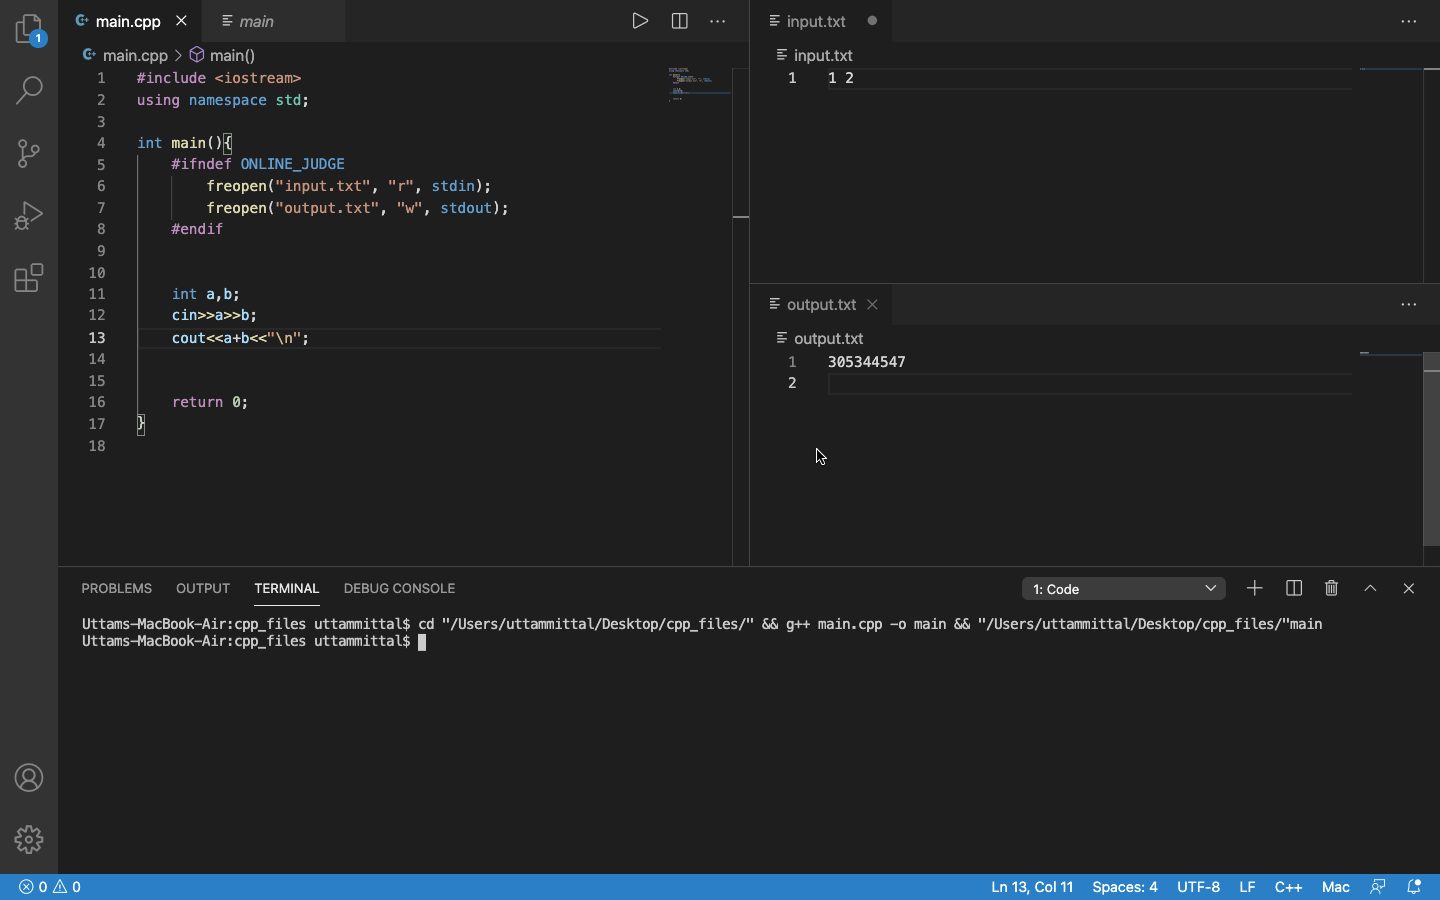 1
main.cpp
main
main.cpp > main()
1 #include <iostream>
2 using namespace std;
3
4 int main(){
5 #ifndef ONLINE_JUDGE
6 freopen("input.txt", "r", stdin);
7 freopen("output.txt", "w", stdout);
8 #endif
9
10
11 int a,b;
12 cin>>a>>b;
13 cout<<a+b<<"\n";
14
15
16 return 0;
17 }
18
input.txt
input.txt
1 1 2
output.txt
output.txt
1 305344547
2
PROBLEMS OUTPUT TERMINAL DEBUG CONSOLE
1: Code
Uttams-MacBook-Air:cpp_files uttammittal$ cd "/Users/uttammittal/Desktop/cpp_files/" && g++ main.cpp -o main && "/Users/uttammittal/Desktop/cpp_files/"main
Uttams-MacBook-Air:cpp_files uttammittal$
0 0
Ln 13, Col 11 Spaces: 4 UTF-8 LF C++ Mac